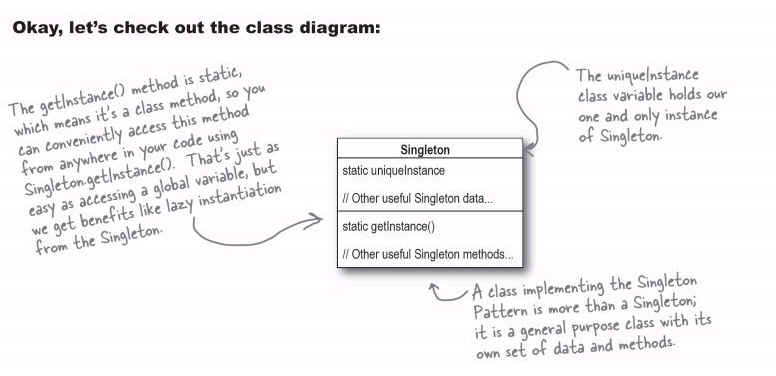 Okay, let's check out the class diagram:
The getInstance() method is static,
which means it's a class method, so you
can conveniently access this method
from anywhere in your code using
Singleton.getInstance(). That's just as
easy as accessing a global variable, but
we get benefits like lazy instantiation
from the Singleton.
The uniqueInstance
class variable holds our
one and only instance
of Singleton.
Singleton
static uniqueInstance
// Other useful Singleton data...
static getInstance()
// Other useful Singleton methods...
A class implementing the Singleton
Pattern is more than a Singleton;
it is a general purpose class with its
own set of data and methods.